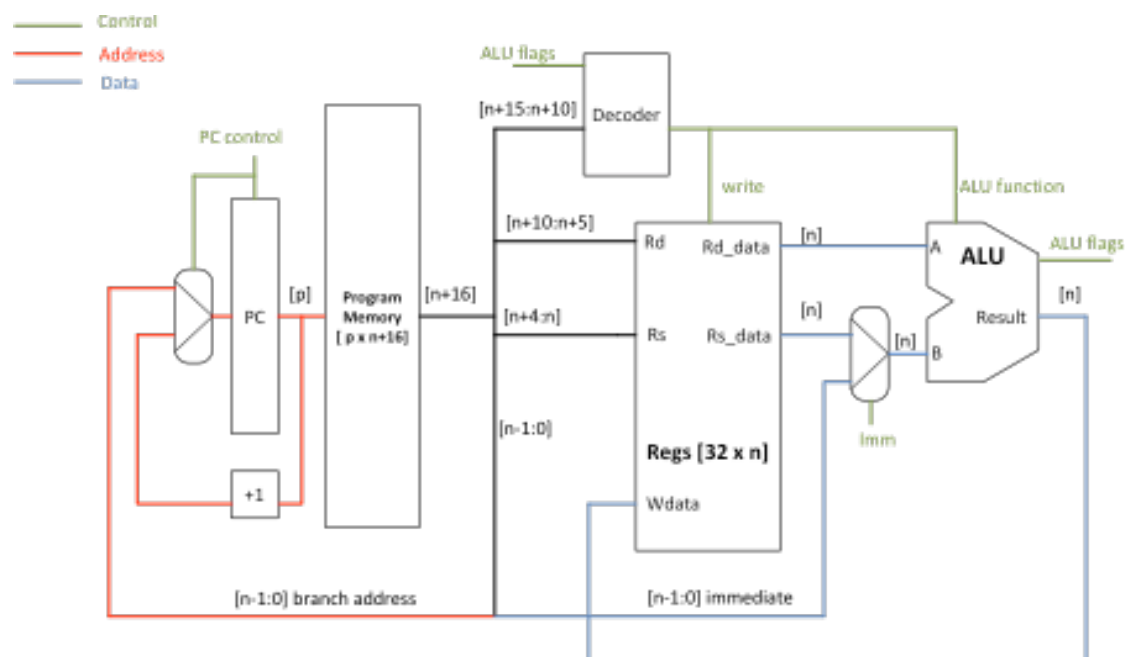 Control
Address
Data
ALU flags
Decoder
[n+15:n+10]
PC control
write
ALU function
[n+10:n+5]
Rd
Rd_data
[n]
A
ALU
ALU flags
[p]
Program
Memory
[ p x n+16]
[n+16]
PC
[n+4:n]
Rs
Rs_data
[n]
[n]
B
Result
[n]
[n-1:0]
Imm
Regs [32 x n]
+1
Wdata
[n-1:0] branch address
[n-1:0] immediate